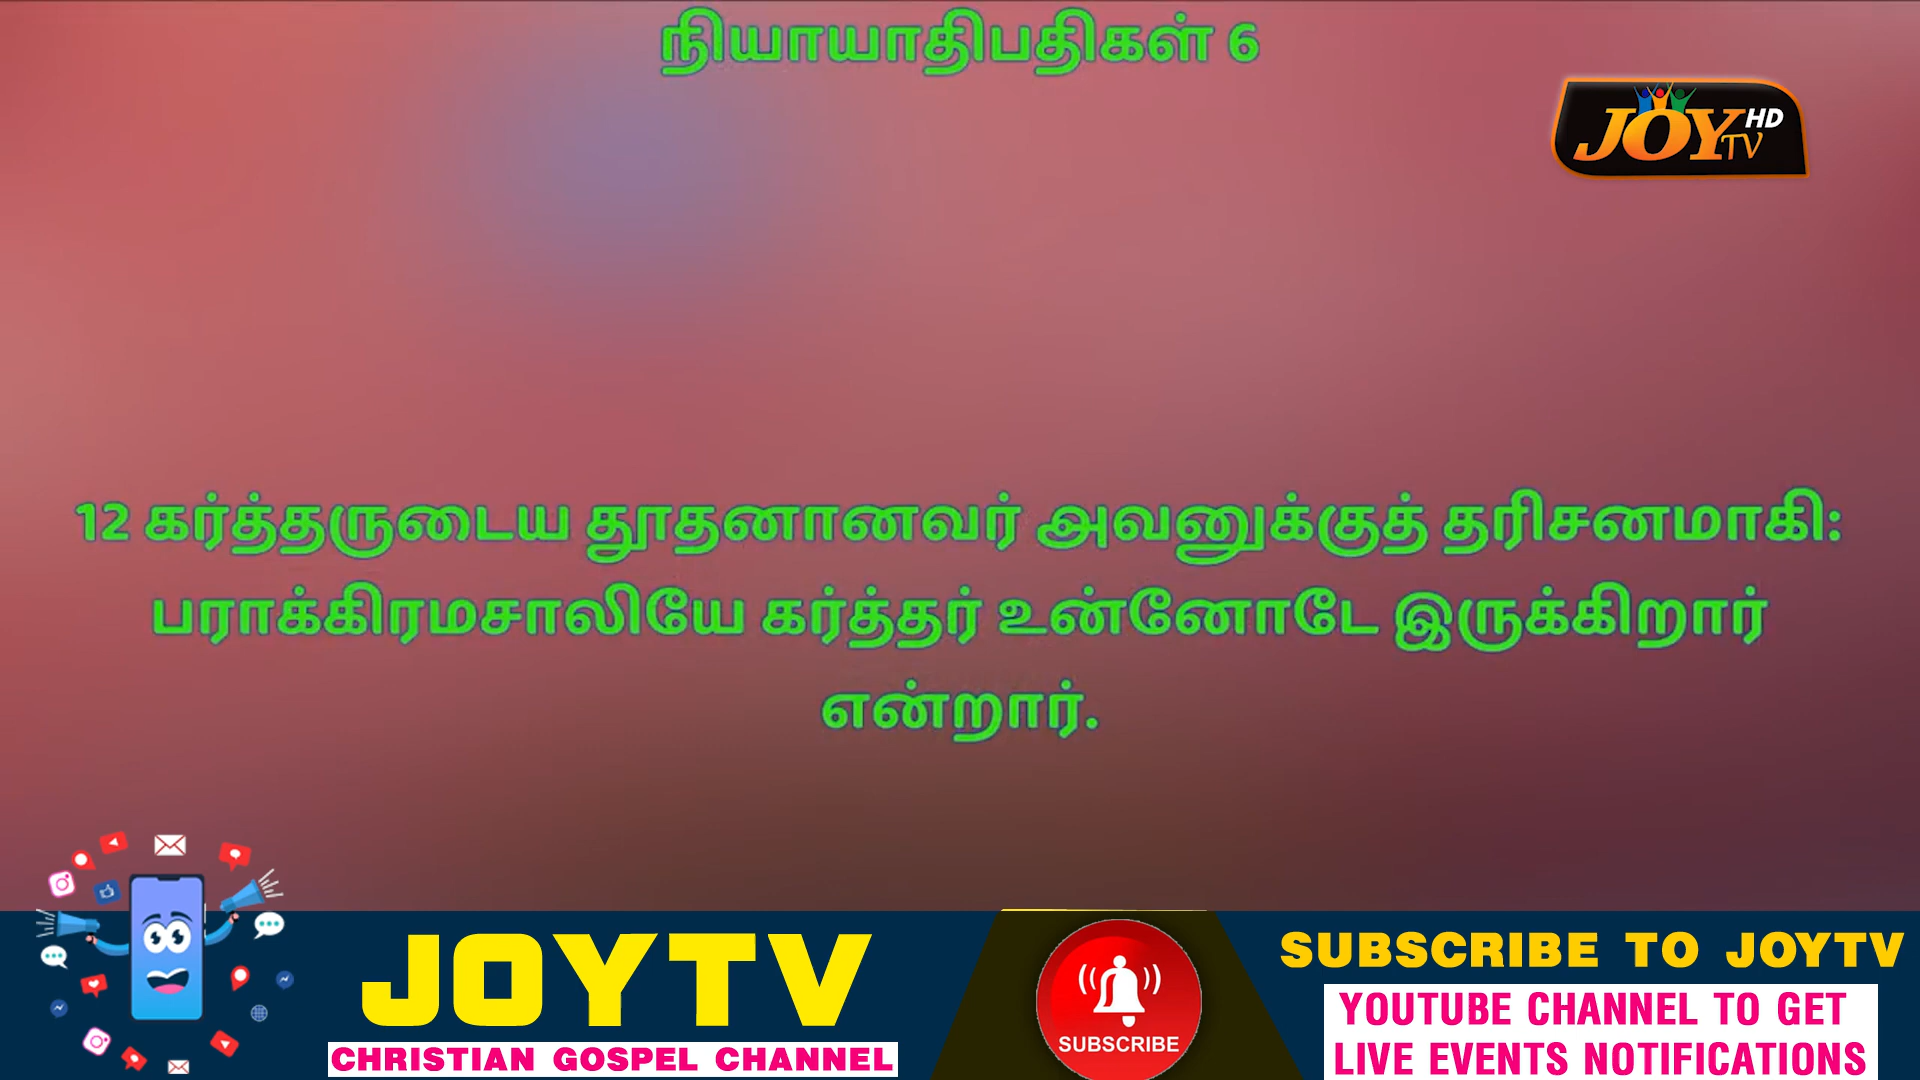 நியாயாதிபதிகள் 6
JOY HD
TV
12 கர்த்தருடைய தூதனானவர் அவனுக்குத் தரிசனமாகி:
பராக்கிரமசாலியே கர்த்தர் உன்னோடே இருக்கிறார்
என்றார்.
JOYTV
CHRISTIAN GOSPEL CHANNEL
SUBSCRIBE
SUBSCRIBE TO JOYTV
YOUTUBE CHANNEL TO GET
LIVE EVENTS NOTIFICATIONS